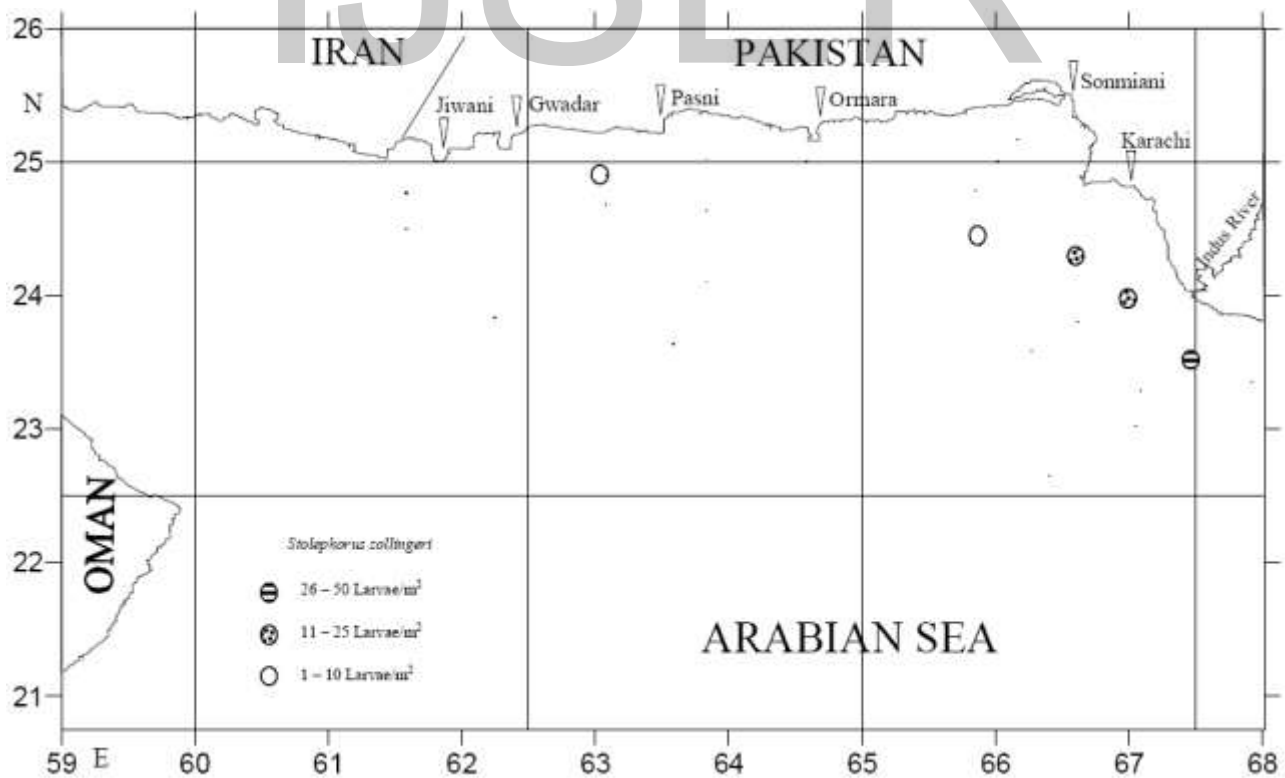 IJSER
26
IRAN
PAKISTAN
N
Jiwani
Gwadar
Pasni
Ormara
Sonmiani
Karachi
25
Indus River
24
23
OMAN
22
21
Stolephorus zollingeri
26 – 50 Larvae/m²
11 – 25 Larvae/m²
1 – 10 Larvae/m²
ARABIAN SEA
59 E 60 61 62 63 64 65 66 67 68